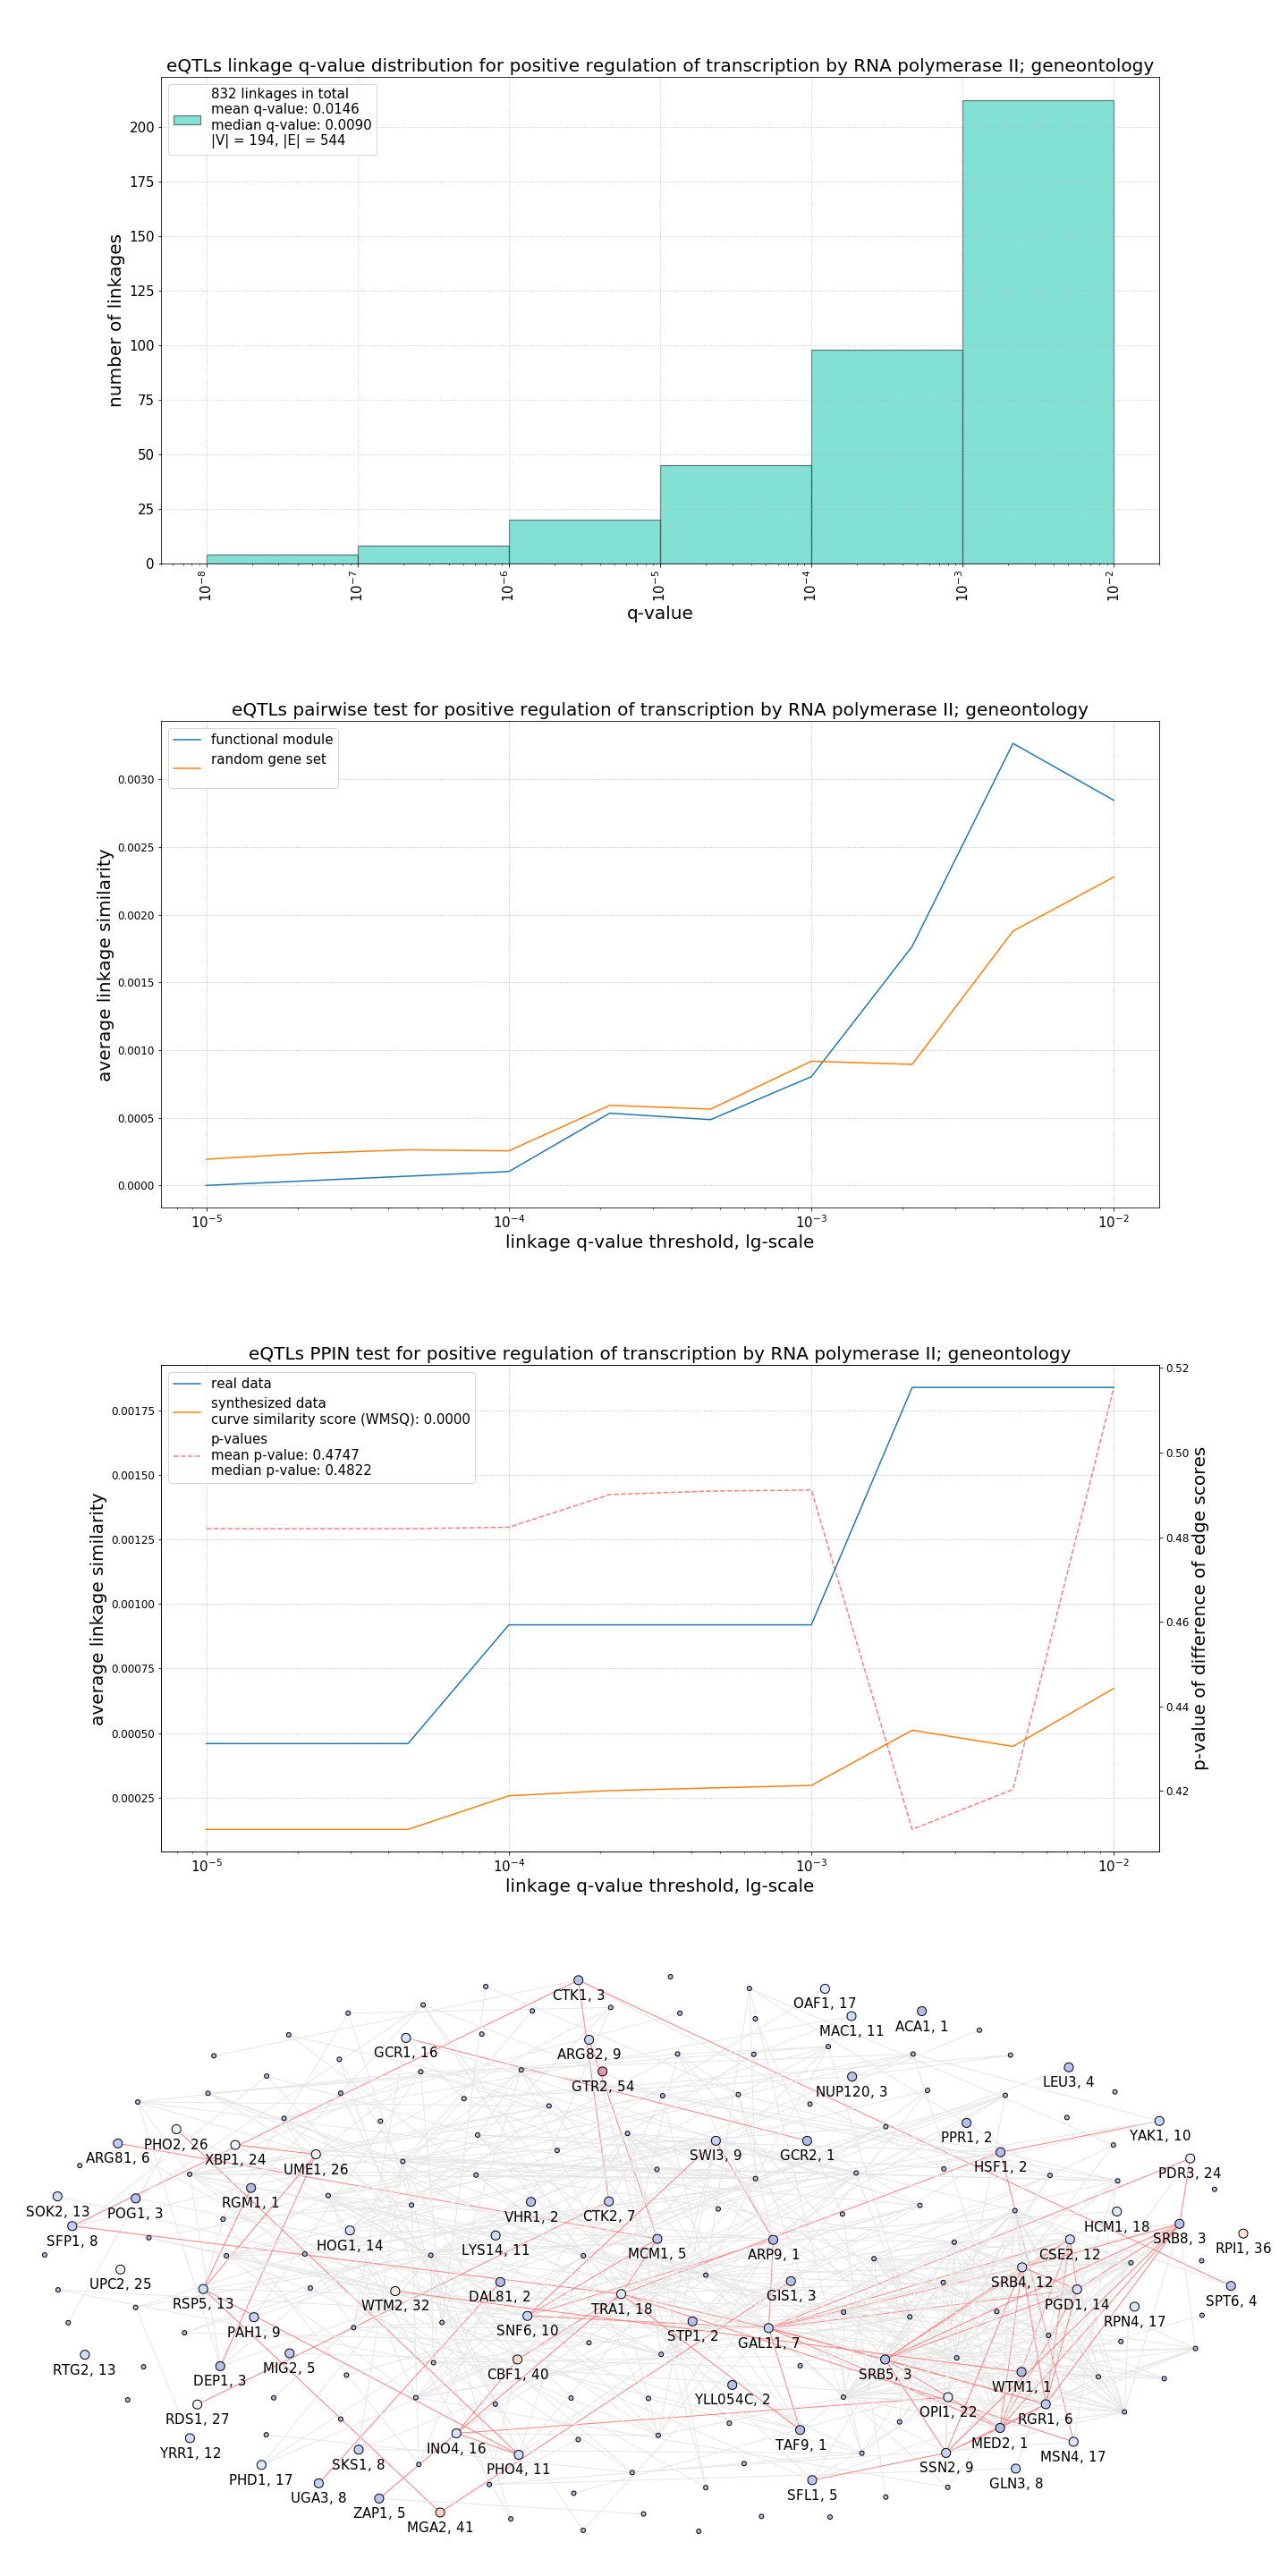 eQTLs linkage q-value distribution for positive regulation of transcription by RNA polymerase II; geneontology
832 linkages in total
mean q-value: 0.0146
median q-value: 0.0090
|V| = 194, |E| = 544
number of linkages
200
175
150
125
100
75
50
25
0
10^-8
10^-7
10^-6
10^-5
10^-4
10^-3
10^-2
q-value
eQTLs pairwise test for positive regulation of transcription by RNA polymerase II; geneontology
functional module
random gene set
average linkage similarity
0.0030
0.0025
0.0020
0.0015
0.0010
0.0005
0.0000
10^-5
10^-4
10^-3
10^-2
linkage q-value threshold, lg-scale
eQTLs PPIN test for positive regulation of transcription by RNA polymerase II; geneontology
real data
synthesized data
curve similarity score (WMSQ): 0.0000
p-values
mean p-value: 0.4747
median p-value: 0.4822
average linkage similarity
0.00175
0.00150
0.00125
0.00100
0.00075
0.00050
0.00025
0.52
0.50
0.48
0.46
0.44
0.42
p-value of difference of edge scores
10^-5
10^-4
10^-3
10^-2
linkage q-value threshold, lg-scale
CTK1, 3
OAF1, 17
MAC1, 11
ACA1, 1
GCR1, 16
ARG82, 9
GTR2, 54
NUP120, 3
LEU3, 4
PHO2, 26
ARG81, 6
XBP1, 24
UME1, 26
SWI3, 9
GCR2, 1
PPR1, 2
YAK1, 10
HSF1, 2
PDR3, 24
SOK2, 13
POG1, 3
RGM1, 1
VHR1, 2
CTK2, 7
HCM1, 18
SFP1, 8
HOG1, 14
LYS14, 11
MCM1, 5
ARP9, 1
CSE2, 12
SRB8, 3
RPI1, 36
UPC2, 25
RSP5, 13
WTM2, 32
DAL81, 2
TRA1, 18
GIS1, 3
SRB4, 12
PGD1, 14
SPT6, 4
PAH1, 9
SNF6, 10
STP1, 2
GAL11, 7
RPN4, 17
RTG2, 13
DEP1, 3
MIG2, 5
CBF1, 40
SRB5, 3
WTM1, 1
YLL054C, 2
RDS1, 27
OPI1, 22
RGR1, 6
YRR1, 12
INO4, 16
TAF9, 1
MED2, 1
MSN4, 17
PHD1, 17
SKS1, 8
PHO4, 11
SSN2, 9
GLN3, 8
UGA3, 8
ZAP1, 5
MGA2, 41
SFL1, 5